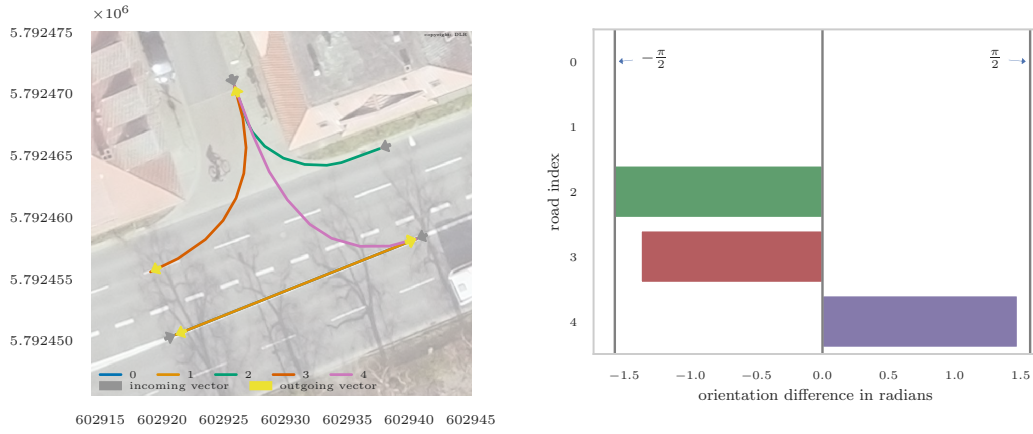 ×10⁶
5.792475
5.792470
5.792465
5.792460
5.792455
5.792450
602915 602920 602925 602930 602935 602940 602945
copyright: DLR
0 1 2 3 4
incoming vector outgoing vector
road index
0
1
2
3
4
−π/2
π/2
−1.5 −1.0 −0.5 0.0 0.5 1.0 1.5
orientation difference in radians